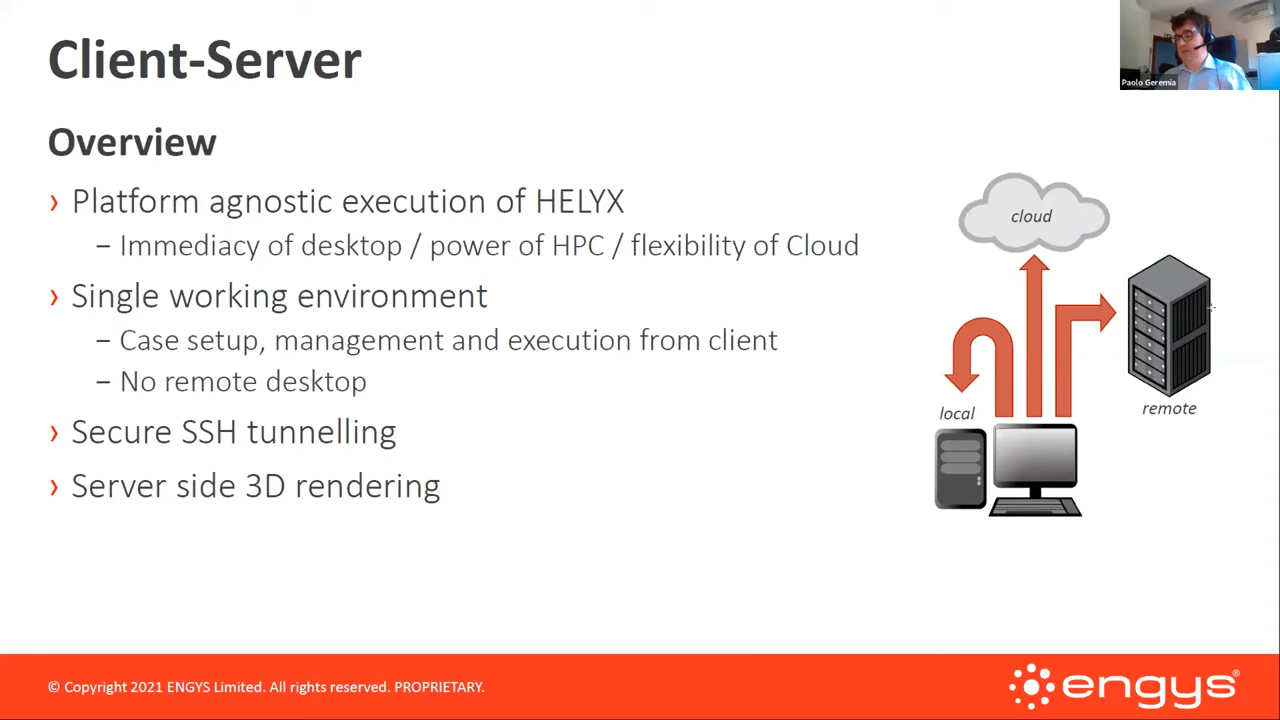 Client-Server
Paolo Geremia
Overview
› Platform agnostic execution of HELYX
– Immediacy of desktop / power of HPC / flexibility of Cloud
› Single working environment
– Case setup, management and execution from client
– No remote desktop
› Secure SSH tunnelling
› Server side 3D rendering
cloud
local
remote
© Copyright 2021 ENGYS Limited. All rights reserved. PROPRIETARY.
engys®